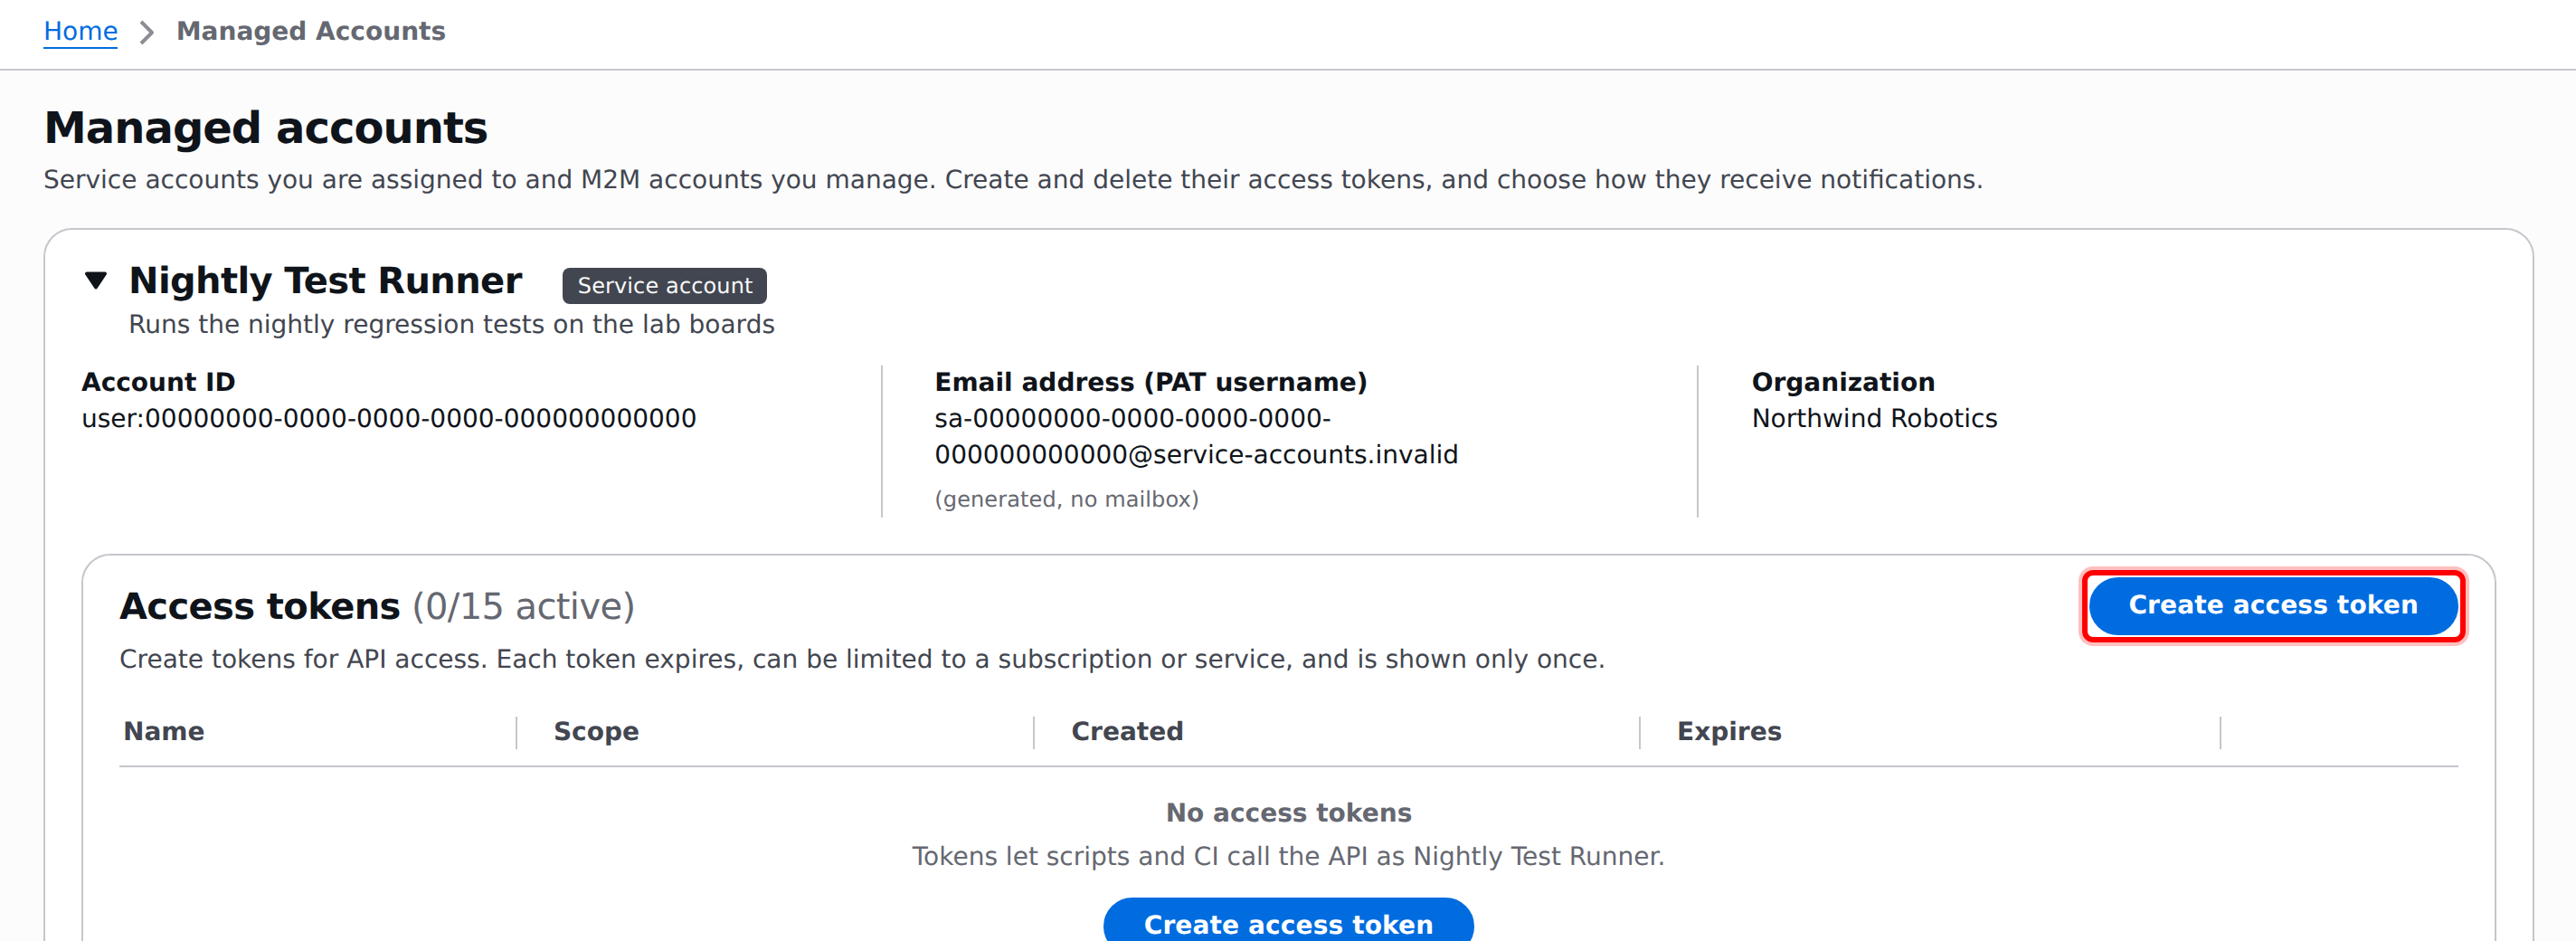 Home > Managed Accounts
Managed accounts
Service accounts you are assigned to and M2M accounts you manage. Create and delete their access tokens, and choose how they receive notifications.
Nightly Test Runner Service account
Runs the nightly regression tests on the lab boards
Account ID
user:00000000-0000-0000-0000-000000000000
Email address (PAT username)
sa-00000000-0000-0000-0000-
000000000000@service-accounts.invalid
(generated, no mailbox)
Organization
Northwind Robotics
Access tokens (0/15 active)
Create access token
Create tokens for API access. Each token expires, can be limited to a subscription or service, and is shown only once.
Name Scope Created Expires
No access tokens
Tokens let scripts and CI call the API as Nightly Test Runner.
Create access token